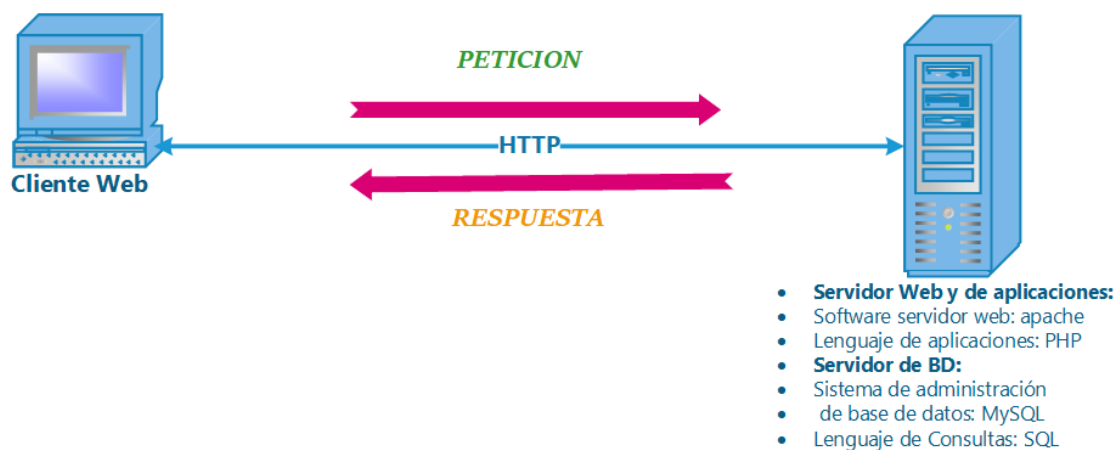 PETICION
HTTP
Cliente Web
RESPUESTA
• Servidor Web y de aplicaciones:
• Software servidor web: apache
• Lenguaje de aplicaciones: PHP
• Servidor de BD:
• Sistema de administración
• de base de datos: MySQL
• Lenguaje de Consultas: SQL